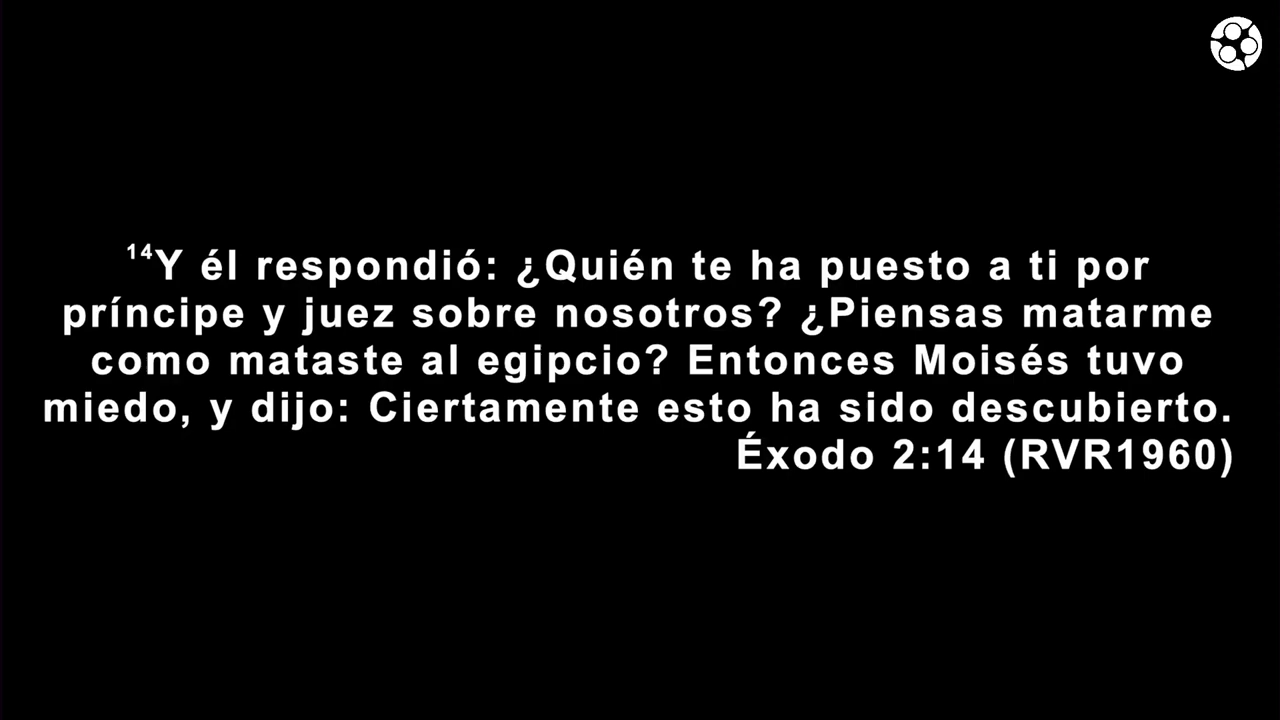 ¹⁴Y él respondió: ¿Quién te ha puesto a ti por
príncipe y juez sobre nosotros? ¿Piensas matarme
como mataste al egipcio? Entonces Moisés tuvo
miedo, y dijo: Ciertamente esto ha sido descubierto.
Éxodo 2:14 (RVR1960)